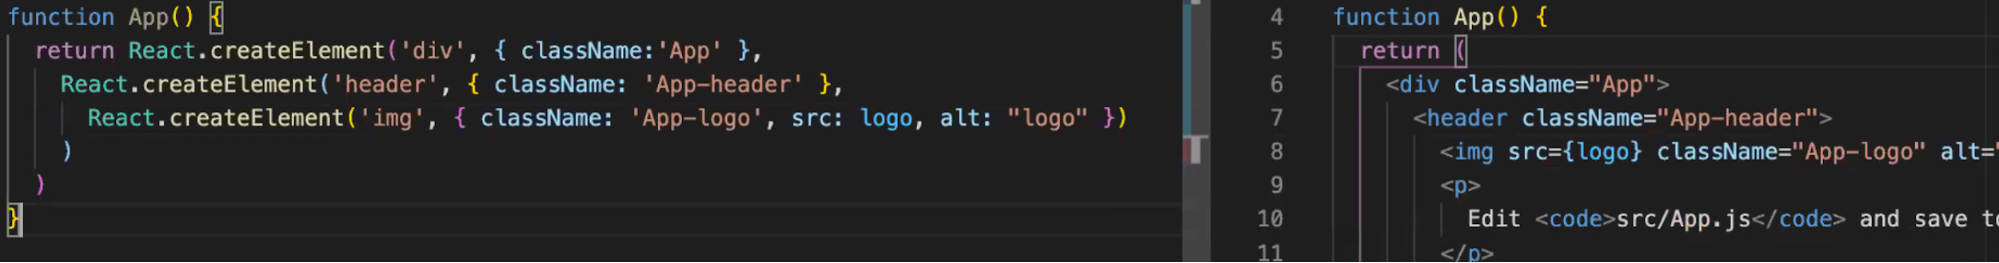 function App() {
return React.createElement('div', { className:'App' },
React.createElement('header', { className: 'App-header' },
React.createElement('img', { className: 'App-logo', src: logo, alt: "logo" })
)
)
}
4 function App() {
5 return (
6 <div className="App">
7 <header className="App-header">
8 <img src={logo} className="App-logo" alt="
9 <p>
10 Edit <code>src/App.js</code> and save to
11 </p>